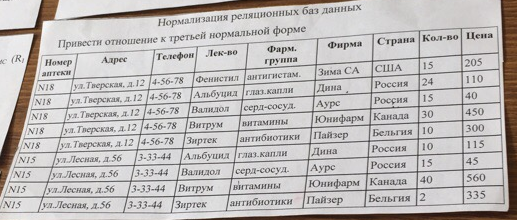 ис (R₁
Нормализация реляционных баз данных
Привести отношение к третьей нормальной форме
Номер аптеки Адрес Телефон Лек-во Фарм. группа Фирма Страна Кол-во Цена
N18 ул.Тверская, д.12 4-56-78 Фенистил антигистам. Зима СА США 15 205
N18 ул.Тверская, д.12 4-56-78 Альбуцид глаз.капли Дина Россия 24 110
N18 ул.Тверская, д.12 4-56-78 Валидол серд-сосуд. Аурс Россия 15 40
N18 ул.Тверская, д.12 4-56-78 Витрум витамины Юнифарм Канада 30 450
N18 ул.Тверская, д.12 4-56-78 Зиртек антибиотики Пайзер Бельгия 10 300
N15 ул.Лесная, д.56 3-33-44 Альбуцид глаз.капли Дина Россия 10 115
N15 ул.Лесная, д.56 3-33-44 Валидол серд-сосуд. Аурс Россия 15 45
N15 ул.Лесная, д.56 3-33-44 Витрум витамины Юнифарм Канада 40 560
N15 ул.Лесная, д.56 3-33-44 Зиртек антибиотики Пайзер Бельгия 2 335